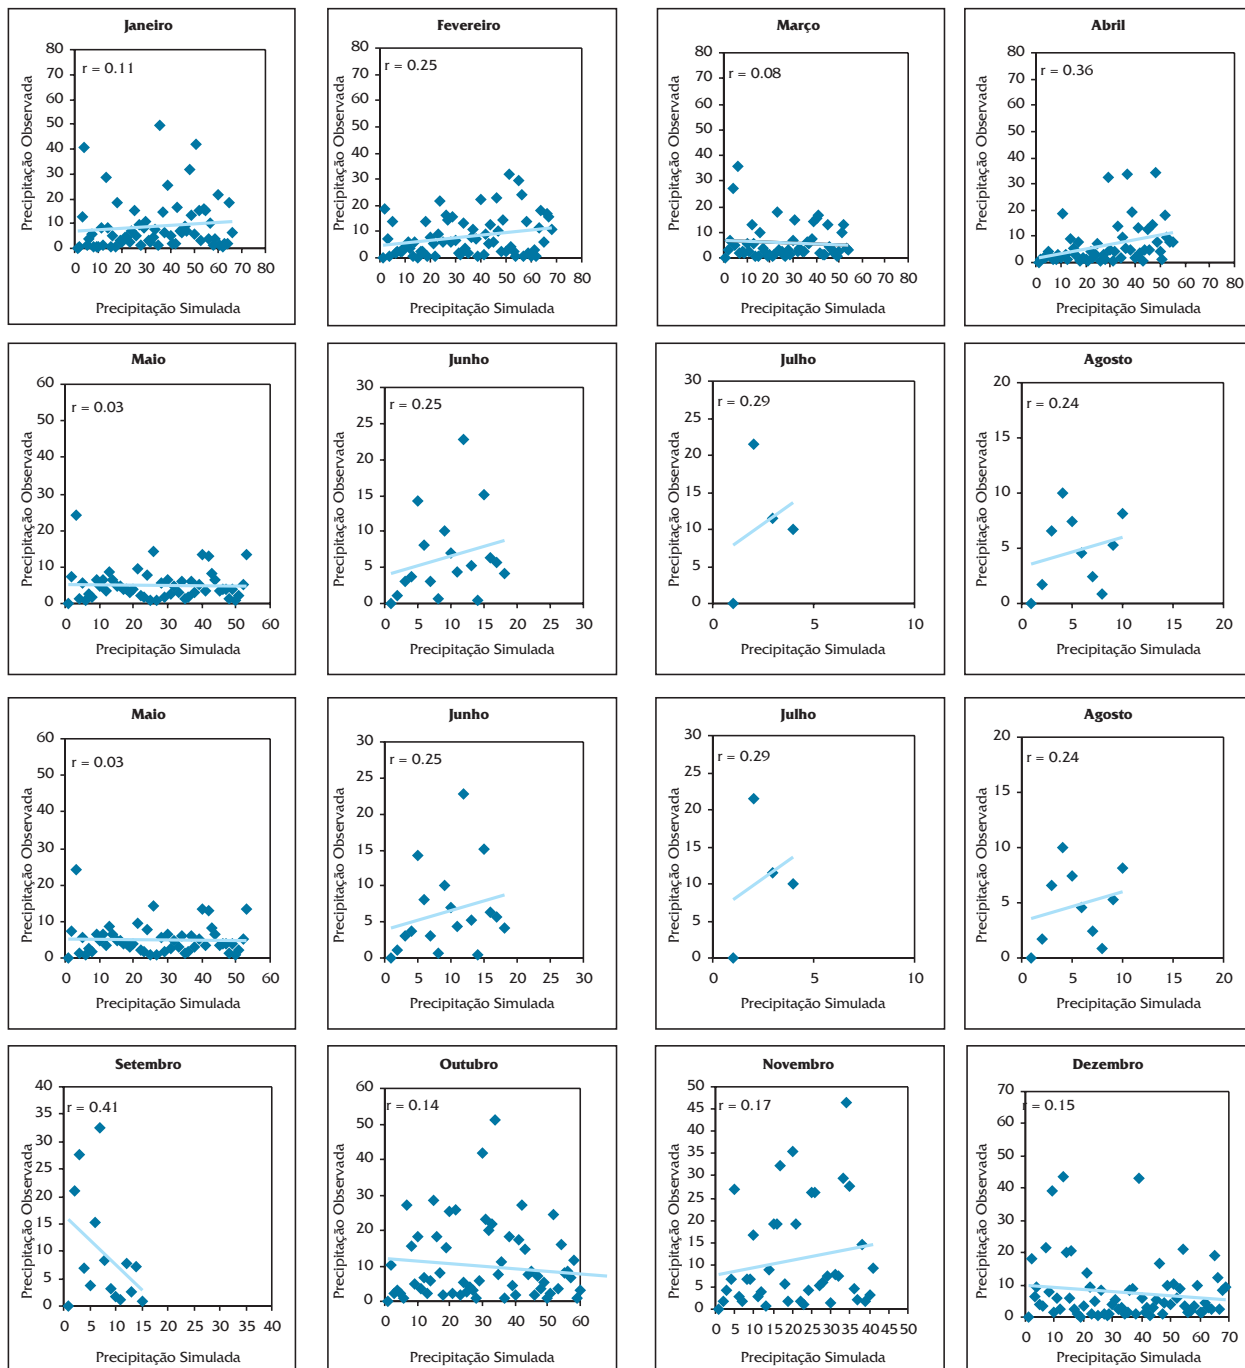 Janeiro
r = 0.11
Precipitação Observada
80
70
60
50
40
30
20
10
0
0 10 20 30 40 50 60 70 80
Precipitação Simulada
Fevereiro
r = 0.25
Precipitação Observada
80
70
60
50
40
30
20
10
0
0 10 20 30 40 50 60 70 80
Precipitação Simulada
Março
r = 0.08
Precipitação Observada
80
70
60
50
40
30
20
10
0
0 10 20 30 40 50 60 70 80
Precipitação Simulada
Abril
r = 0.36
Precipitação Observada
80
70
60
50
40
30
20
10
0
0 10 20 30 40 50 60 70 80
Precipitação Simulada
Maio
r = 0.03
Precipitação Observada
60
50
40
30
20
10
0
0 10 20 30 40 50 60
Precipitação Simulada
Junho
r = 0.25
Precipitação Observada
30
25
20
15
10
5
0
0 5 10 15 20 25 30
Precipitação Simulada
Julho
r = 0.29
Precipitação Observada
30
25
20
15
10
5
0
0 5 10
Precipitação Simulada
Agosto
r = 0.24
Precipitação Observada
20
15
10
5
0
0 5 10 15 20
Precipitação Simulada
Maio
r = 0.03
Precipitação Observada
60
50
40
30
20
10
0
0 10 20 30 40 50 60
Precipitação Simulada
Junho
r = 0.25
Precipitação Observada
30
25
20
15
10
5
0
0 5 10 15 20 25 30
Precipitação Simulada
Julho
r = 0.29
Precipitação Observada
30
25
20
15
10
5
0
0 5 10
Precipitação Simulada
Agosto
r = 0.24
Precipitação Observada
20
15
10
5
0
0 5 10 15 20
Precipitação Simulada
Setembro
r = 0.41
Precipitação Observada
40
35
30
25
20
15
10
5
0
0 5 10 15 20 25 30 35 40
Precipitação Simulada
Outubro
r = 0.14
Precipitação Observada
60
50
40
30
20
10
0
0 10 20 30 40 50 60
Precipitação Simulada
Novembro
r = 0.17
Precipitação Observada
50
45
40
35
30
25
20
15
10
5
0
0 5 10 15 20 25 30 35 40 45 50
Precipitação Simulada
Dezembro
r = 0.15
Precipitação Observada
70
60
50
40
30
20
10
0
0 10 20 30 40 50 60 70
Precipitação Simulada